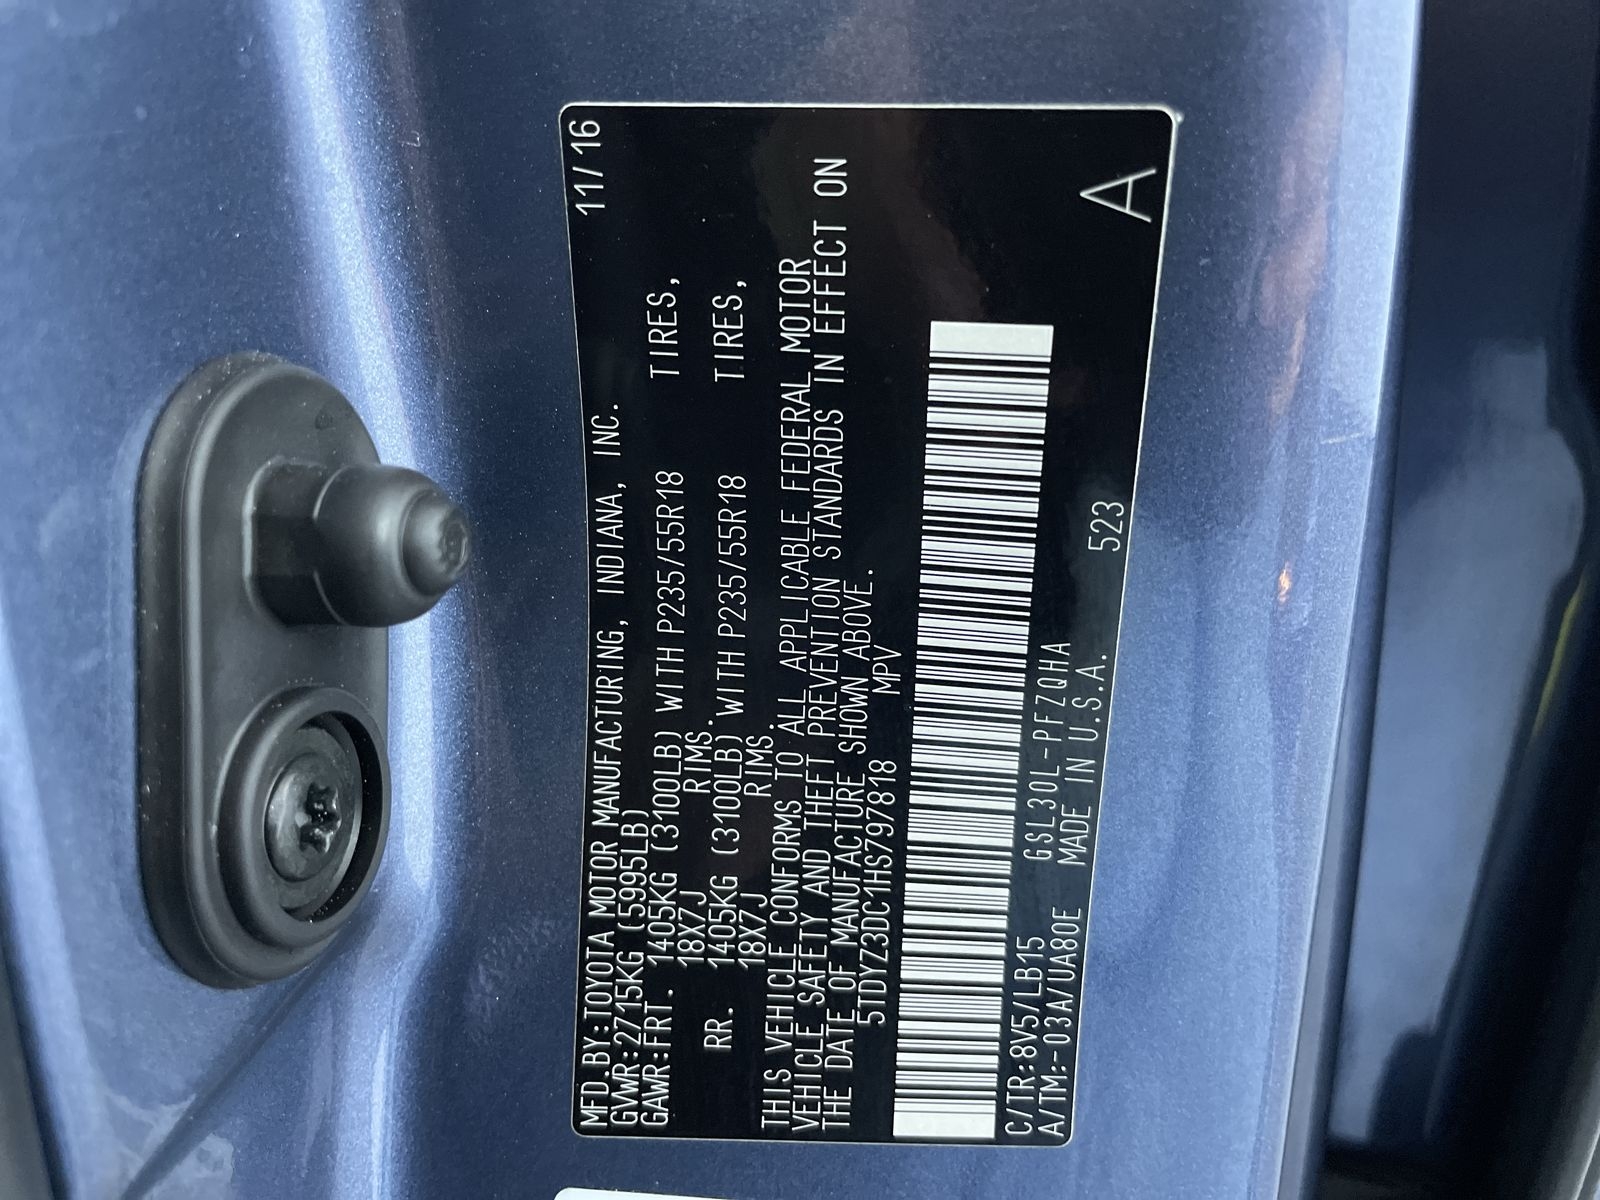 MFD.BY:TOYOTA MOTOR MANUFACTURING, INDIANA, INC. 11/16
GVWR:2715KG (5995LB)
GAWR:FRT. 1405KG (3100LB) WITH P235/55R18 TIRES,
18X7J RIMS.
RR. 1405KG (3100LB) WITH P235/55R18 TIRES,
18X7J RIMS.
THIS VEHICLE CONFORMS TO ALL APPLICABLE FEDERAL MOTOR
VEHICLE SAFETY AND THEFT PREVENTION STANDARDS IN EFFECT ON
THE DATE OF MANUFACTURE SHOWN ABOVE.
5TDYZ3DC1HS797818 MPV
C/TR:8V5/LB15 GSL30L-PFZQHA
A/TM:-03A/UA80E MADE IN U.S.A. 523
A